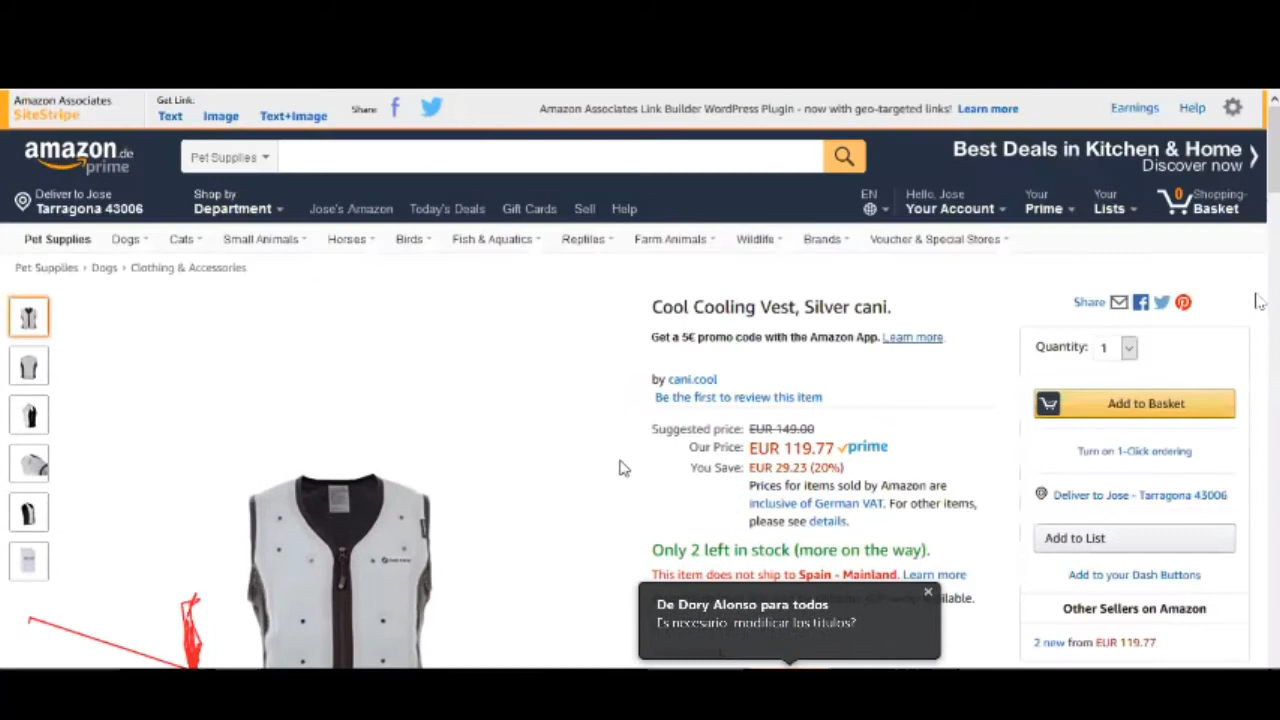 Amazon Associates
SiteStripe
Get Link:
Text
Image
Text+Image
Share:
Amazon Associates Link Builder WordPress Plugin - now with geo-targeted links! Learn more
Earnings
Help
amazon.de
prime
Pet Supplies
Best Deals in Kitchen & Home
Discover now
Deliver to Jose
Tarragona 43006
Shop by
Department
Jose's Amazon
Today's Deals
Gift Cards
Sell
Help
EN
Hello, Jose
Your Account
Your
Prime
Your
Lists
0
Shopping-
Basket
Pet Supplies
Dogs
Cats
Small Animals
Horses
Birds
Fish & Aquatics
Reptiles
Farm Animals
Wildlife
Brands
Voucher & Special Stores
Pet Supplies › Dogs › Clothing & Accessories
Cool Cooling Vest, Silver cani.
Get a 5€ promo code with the Amazon App. Learn more.
by cani.cool
Be the first to review this item
Suggested price: EUR 149.00
Our Price: EUR 119.77 prime
You Save: EUR 29.23 (20%)
Prices for items sold by Amazon are
inclusive of German VAT. For other items,
please see details.
Only 2 left in stock (more on the way).
This item does not ship to Spain - Mainland. Learn more
De Dory Alonso para todos
Es necesario modificar los titulos?
Share
Quantity: 1
Add to Basket
Turn on 1-Click ordering
Deliver to Jose - Tarragona 43006
Add to List
Add to your Dash Buttons
Other Sellers on Amazon
2 new from EUR 119.77